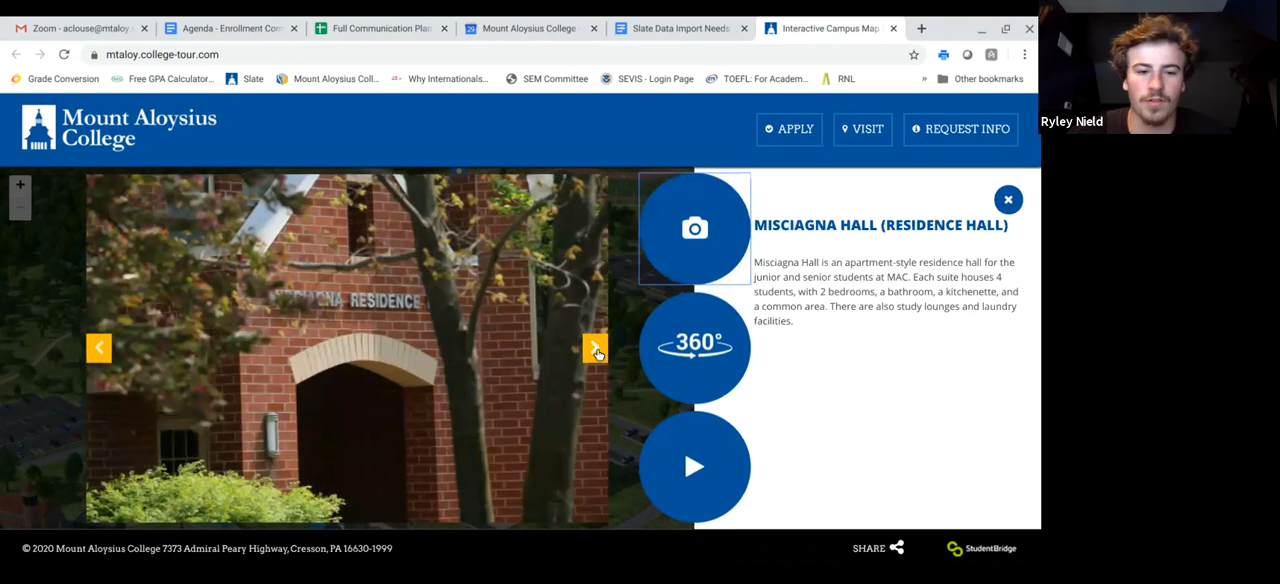 Zoom - aclouse@mtaloy
Agenda - Enrollment Com
Full Communication Plan
Mount Aloysius College -
Slate Data Import Needs
Interactive Campus Map
mtaloy.college-tour.com
Grade Conversion
Free GPA Calculator...
Slate
Mount Aloysius Coll...
Why Internationals...
SEM Committee
SEVIS - Login Page
TOEFL: For Academ...
RNL
»
Other bookmarks
Ryley Nield
Mount Aloysius
College
APPLY
VISIT
REQUEST INFO
+
-
RESIDENCE
360°
MISCIAGNA HALL (RESIDENCE HALL)
Misciagna Hall is an apartment-style residence hall for the
junior and senior students at MAC. Each suite houses 4
students, with 2 bedrooms, a bathroom, a kitchenette, and
a common area. There are also study lounges and laundry
facilities.
© 2020 Mount Aloysius College 7373 Admiral Peary Highway, Cresson, PA 16630-1999
SHARE
StudentBridge